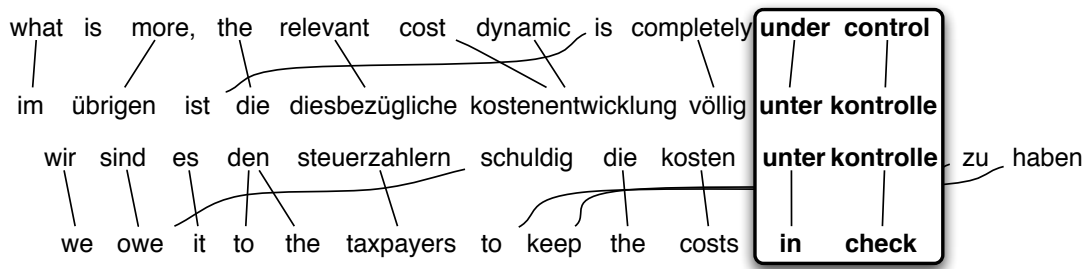 what is more, the relevant cost dynamic is completely under control
im übrigen ist die diesbezügliche kostenentwicklung völlig unter kontrolle
wir sind es den steuerzahlern schuldig die kosten unter kontrolle zu haben
we owe it to the taxpayers to keep the costs in check